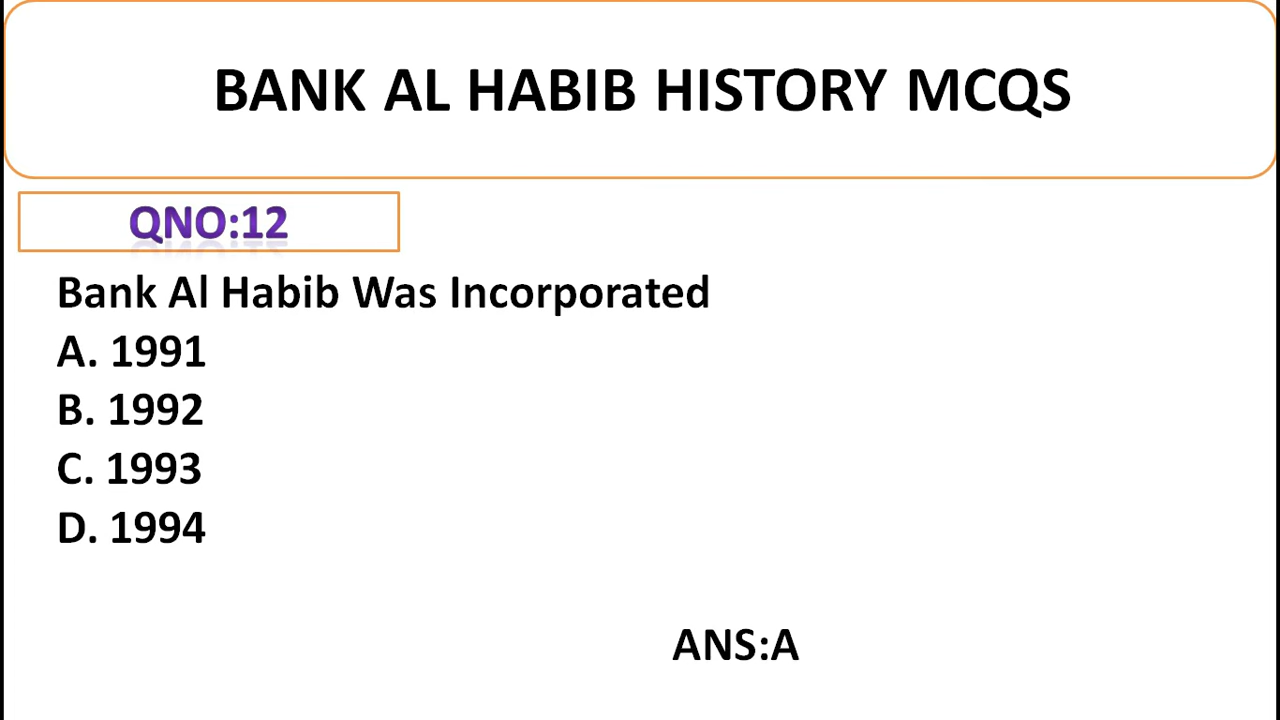 BANK AL HABIB HISTORY MCQS
QNO:12
Bank Al Habib Was Incorporated
A. 1991
B. 1992
C. 1993
D. 1994
ANS:A